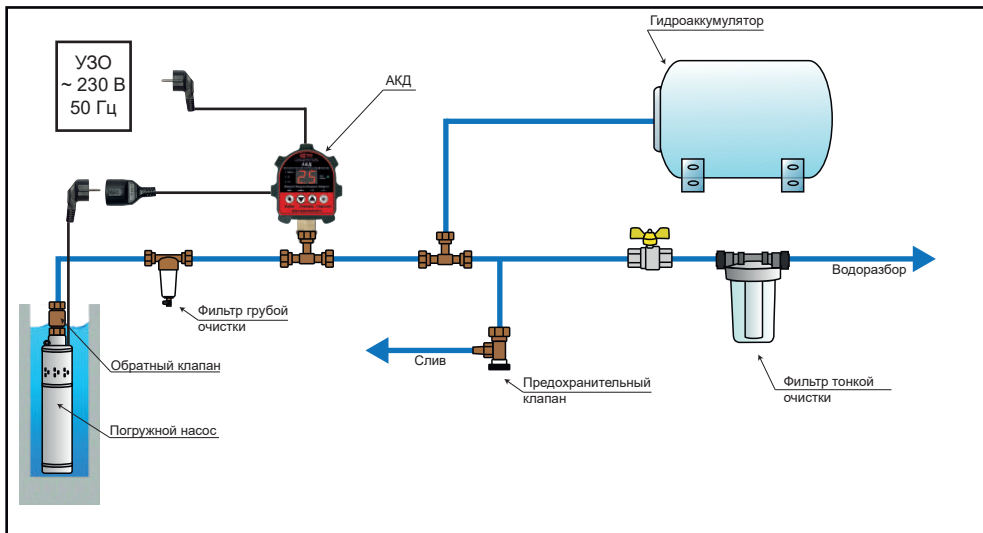 Гидроаккумулятор
УЗО
~ 230 В
50 Гц
АКД
АКД
25
Водоразбор
Фильтр грубой
очистки
Обратный клапан
Слив
Предохранительный
клапан
Фильтр тонкой
очистки
Погружной насос